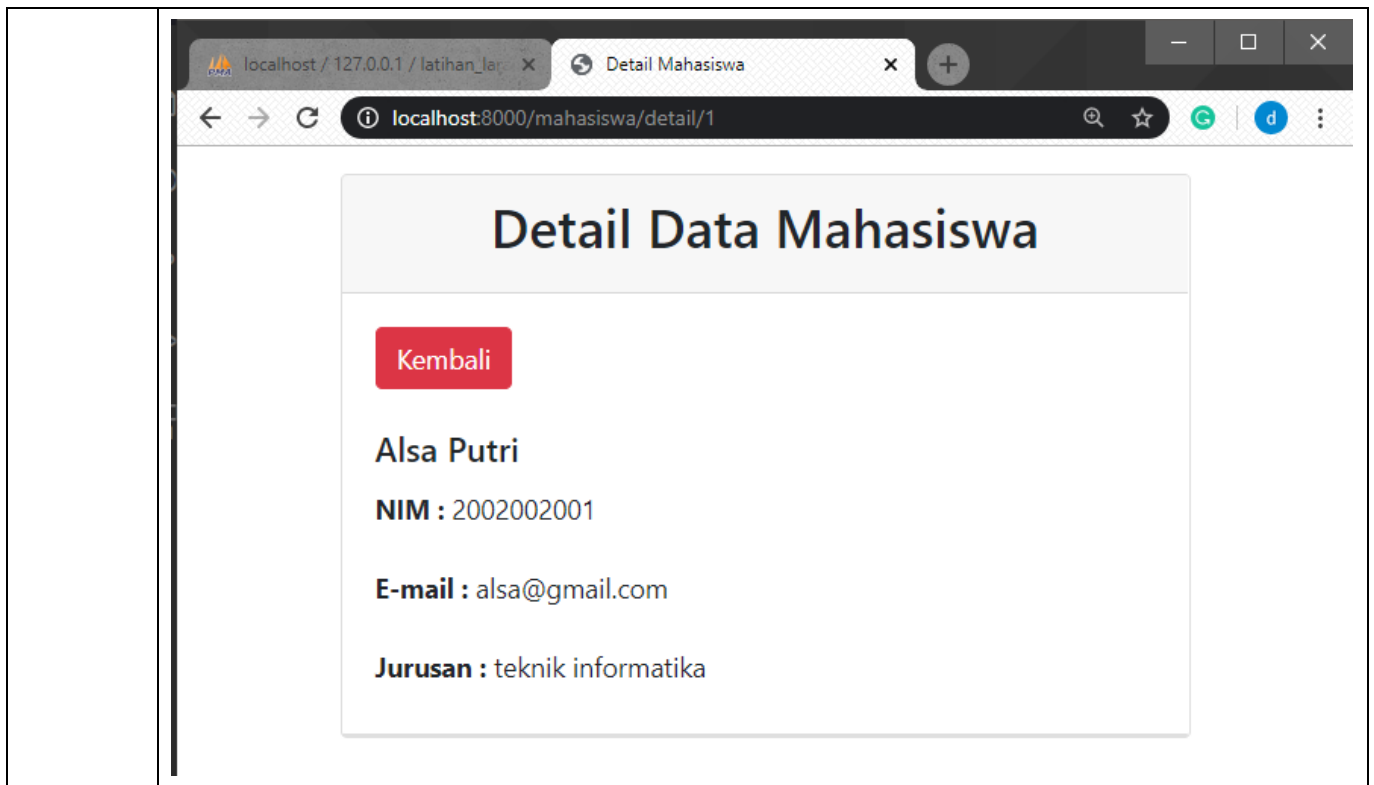 localhost / 127.0.0.1 / latihan_lar
Detail Mahasiswa
localhost:8000/mahasiswa/detail/1
G
d
Detail Data Mahasiswa
Kembali
Alsa Putri
NIM : 2002002001
E-mail : alsa@gmail.com
Jurusan : teknik informatika